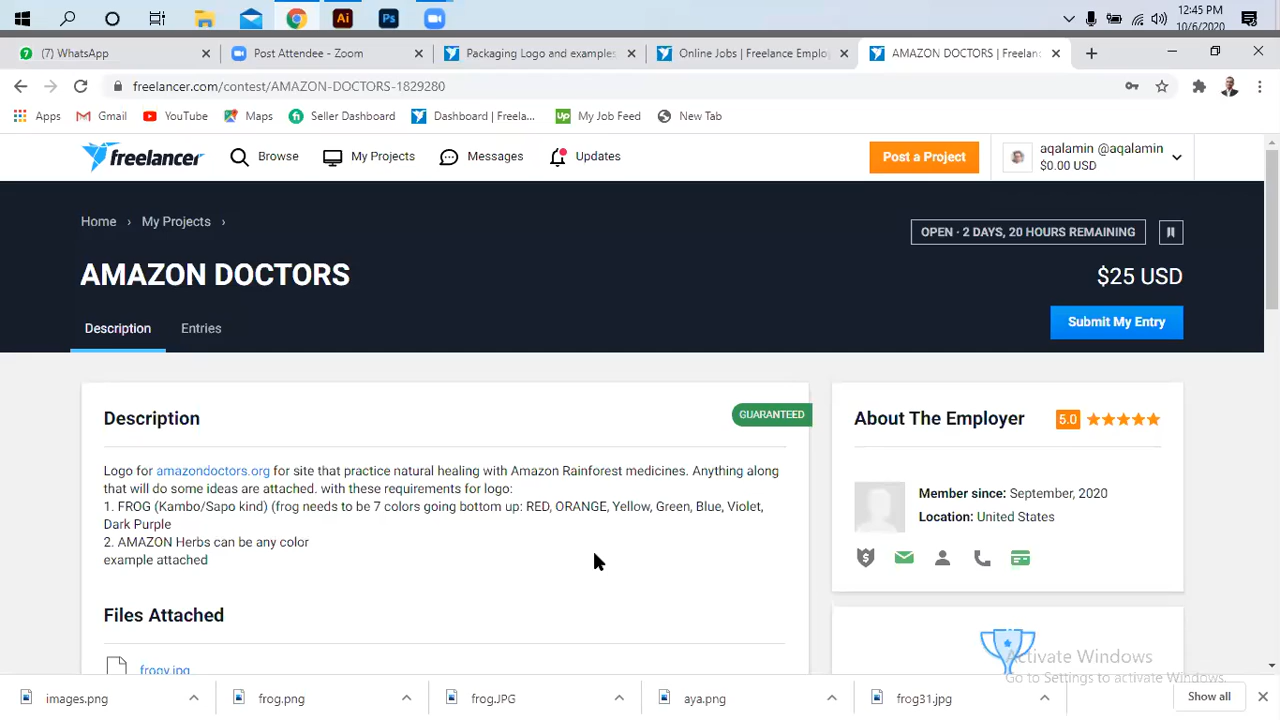 12:45 PM
10/6/2020
7
(7) WhatsApp
Post Attendee - Zoom
Packaging Logo and examples
Online Jobs | Freelance Emplo
AMAZON DOCTORS | Freelanc
freelancer.com/contest/AMAZON-DOCTORS-1829280
Apps
Gmail
YouTube
Maps
Seller Dashboard
Dashboard | Freela...
My Job Feed
New Tab
freelancer
Browse
My Projects
Messages
Updates
Post a Project
aqalamin @aqalamin
$0.00 USD
Home › My Projects ›
OPEN · 2 DAYS, 20 HOURS REMAINING
AMAZON DOCTORS
$25 USD
Description
Entries
Submit My Entry
Description
GUARANTEED
Logo for amazondoctors.org for site that practice natural healing with Amazon Rainforest medicines. Anything along
that will do some ideas are attached. with these requirements for logo:
1. FROG (Kambo/Sapo kind) (frog needs to be 7 colors going bottom up: RED, ORANGE, Yellow, Green, Blue, Violet,
Dark Purple
2. AMAZON Herbs can be any color
example attached
Files Attached
frogy.jpg
About The Employer
5.0
Member since: September, 2020
Location: United States
Activate Windows
Go to Settings to activate Windows.
images.png
frog.png
frog.JPG
aya.png
frog31.jpg
Show all